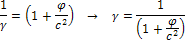 1/γ = (1 + φ/c²) → γ = 1/(1 + φ/c²)